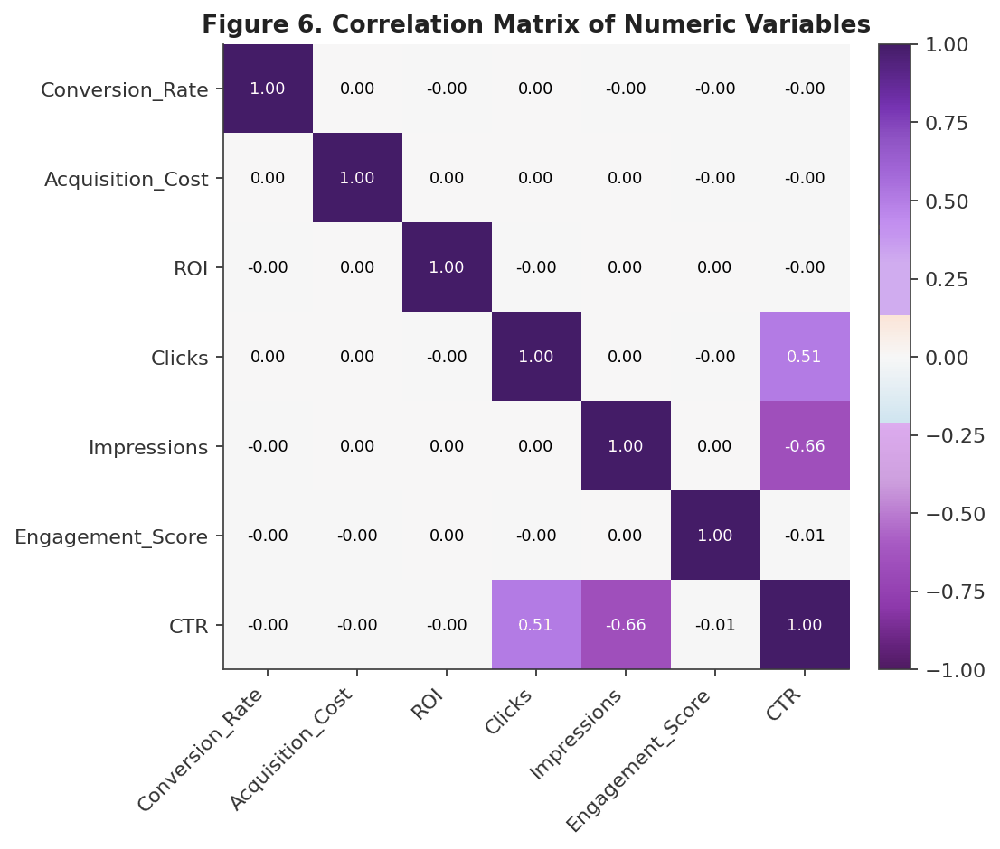 Figure 6. Correlation Matrix of Numeric Variables
Conversion_Rate 1.00 0.00 -0.00 0.00 -0.00 -0.00 -0.00
Acquisition_Cost 0.00 1.00 0.00 0.00 0.00 -0.00 -0.00
ROI -0.00 0.00 1.00 -0.00 0.00 0.00 -0.00
Clicks 0.00 0.00 -0.00 1.00 0.00 -0.00 0.51
Impressions -0.00 0.00 0.00 0.00 1.00 0.00 -0.66
Engagement_Score -0.00 -0.00 0.00 -0.00 0.00 1.00 -0.01
CTR -0.00 -0.00 -0.00 0.51 -0.66 -0.01 1.00
Conversion_Rate
Acquisition_Cost
ROI
Clicks
Impressions
Engagement_Score
CTR
1.00
0.75
0.50
0.25
0.00
−0.25
−0.50
−0.75
−1.00